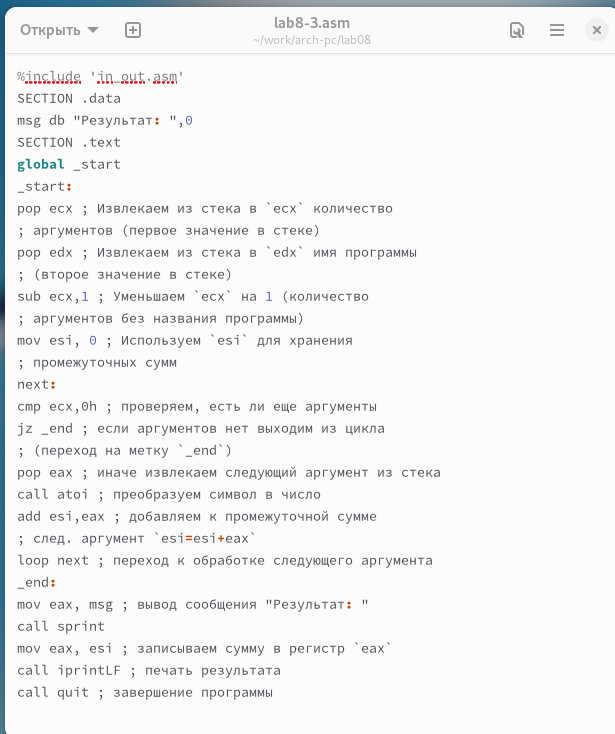 Открыть
lab8-3.asm
~/work/arch-pc/lab08
%include 'in_out.asm'
SECTION .data
msg db "Результат: ",0
SECTION .text
global _start
_start:
pop ecx ; Извлекаем из стека в `ecx` количество
; аргументов (первое значение в стеке)
pop edx ; Извлекаем из стека в `edx` имя программы
; (второе значение в стеке)
sub ecx,1 ; Уменьшаем `ecx` на 1 (количество
; аргументов без названия программы)
mov esi, 0 ; Используем `esi` для хранения
; промежуточных сумм
next:
cmp ecx,0h ; проверяем, есть ли еще аргументы
jz _end ; если аргументов нет выходим из цикла
; (переход на метку `_end`)
pop eax ; иначе извлекаем следующий аргумент из стека
call atoi ; преобразуем символ в число
add esi,eax ; добавляем к промежуточной сумме
; след. аргумент `esi=esi+eax`
loop next ; переход к обработке следующего аргумента
_end:
mov eax, msg ; вывод сообщения "Результат: "
call sprint
mov eax, esi ; записываем сумму в регистр `eax`
call iprintLF ; печать результата
call quit ; завершение программы